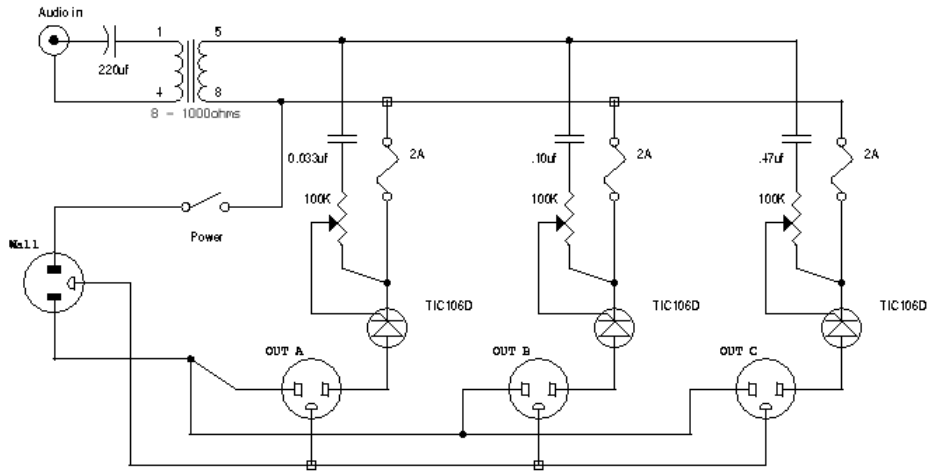 Audio in
1
5
220uf
4
8
8 - 1000ohms
0.033uf
2A
.10uf
2A
.47uf
2A
100K
100K
100K
Power
Wall
TIC106D
TIC106D
TIC106D
OUT A
OUT B
OUT C